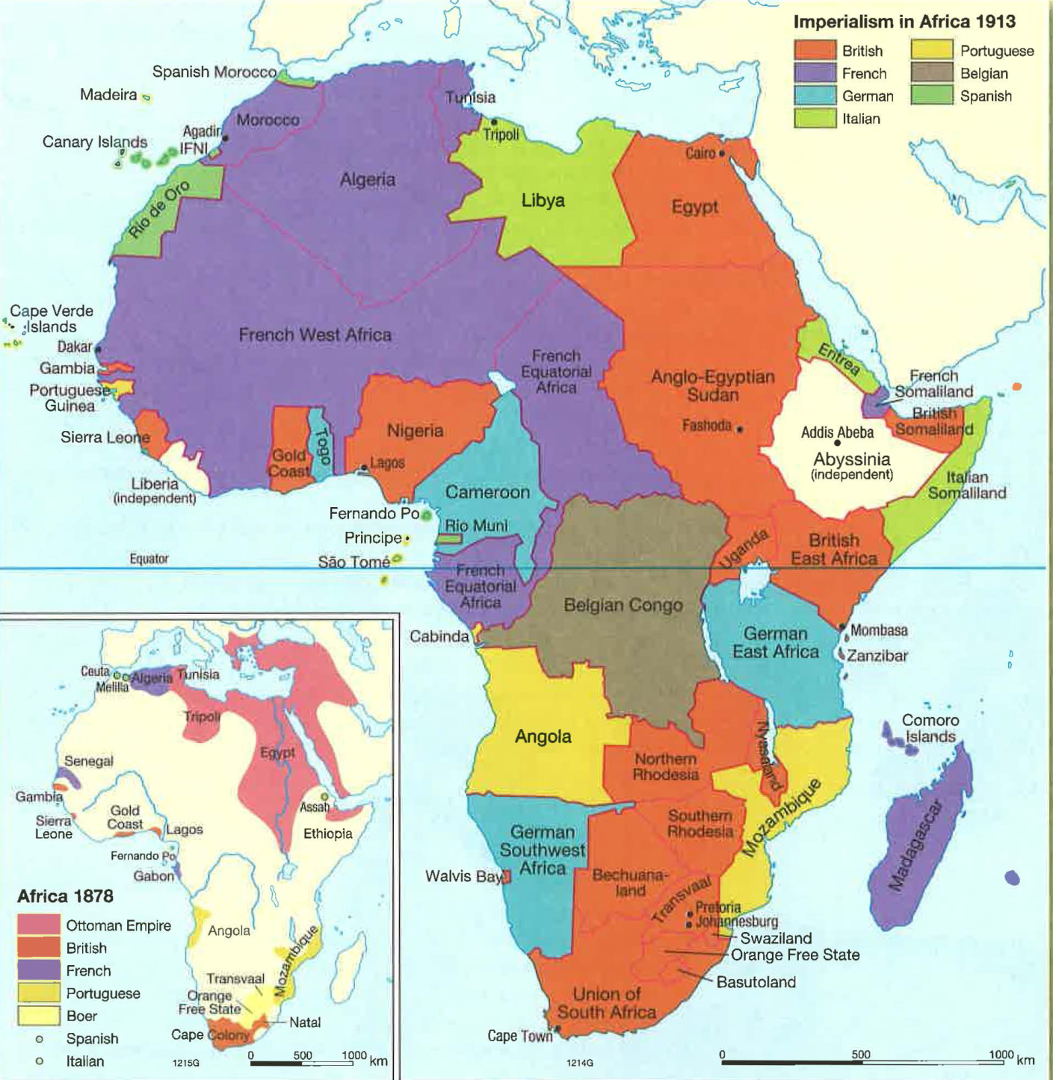 Imperialism in Africa 1913
British
French
German
Italian
Portuguese
Belgian
Spanish
Spanish Morocco
Madeira
Canary Islands
Agadir
IFNI
Morocco
Tunisia
Tripoli
Algeria
Libya
Cairo
Egypt
Rio de Oro
Cape Verde
Islands
Dakar
Gambia
Portuguese
Guinea
Sierra Leone
Liberia
(independent)
French West Africa
French
Equatorial
Africa
Anglo-Egyptian
Sudan
Fashoda
Eritrea
French
Somaliland
British
Somaliland
Addis Abeba
Abyssinia
(independent)
Italian
Somaliland
Gold
Coast
Togo
Nigeria
Lagos
Cameroon
Fernando Po
Rio Muni
Principe
São Tomé
Equator
French
Equatorial
Africa
Uganda
British
East Africa
Belgian Congo
Cabinda
German
East Africa
Mombasa
Zanzibar
Angola
Northern
Rhodesia
Nyasaland
Comoro
Islands
Mozambique
Madagascar
Southern
Rhodesia
German
Southwest
Africa
Walvis Bay
Bechuana-
land
Transvaal
Pretoria
Johannesburg
Swaziland
Orange Free State
Basutoland
Union of
South Africa
Cape Town
1214G
0 500 1000 km
Ceuta
Melilla
Algeria
Tunisia
Tripoli
Egypt
Senegal
Gambia
Sierra
Leone
Gold
Coast
Lagos
Assab
Ethiopia
Fernando Po
Gabon
Africa 1878
Ottoman Empire
British
French
Portuguese
Boer
Spanish
Italian
Angola
Mozambique
Transvaal
Orange
Free State
Natal
Cape Colony
1215G
0 500 1000 km